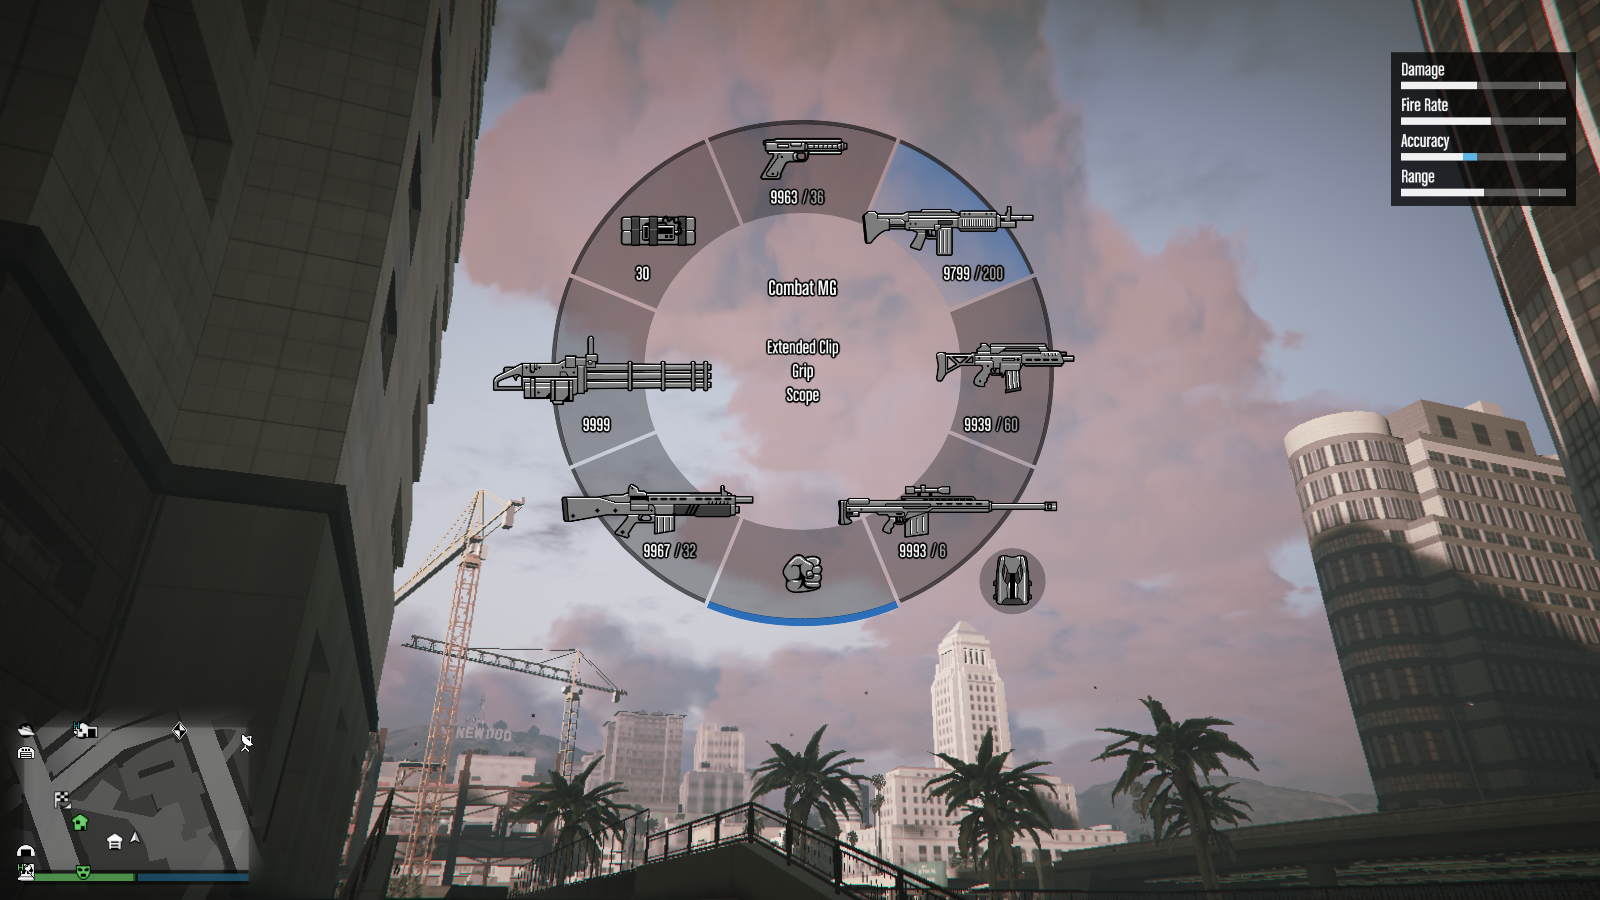 Damage
Fire Rate
Accuracy
Range
9963 / 36
30
9799 / 200
Combat MG
Extended Clip
Grip
Scope
9999
9939 / 60
9967 / 32
9993 / 6
NEWOOD